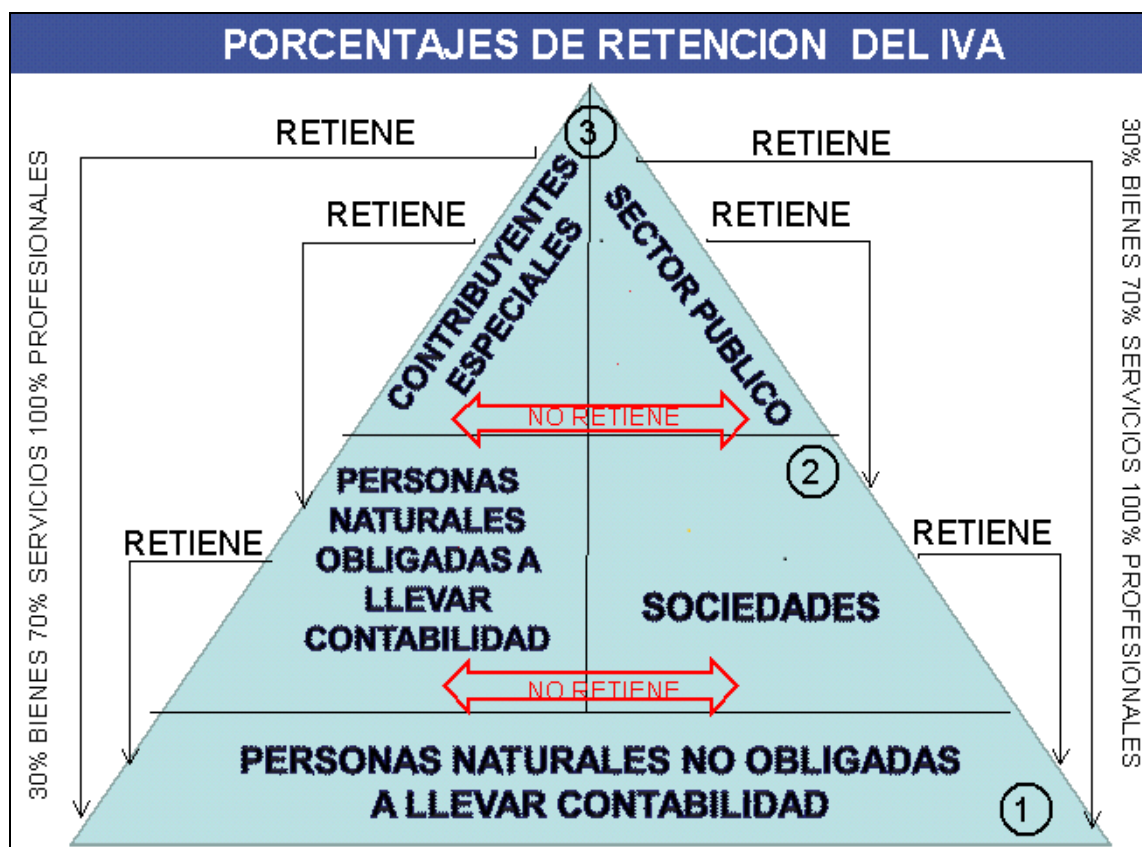 PORCENTAJES DE RETENCION DEL IVA
3
RETIENE
RETIENE
RETIENE
RETIENE
CONTRIBUYENTES
ESPECIALES
SECTOR PUBLICO
NO RETIENE
2
PERSONAS
NATURALES
OBLIGADAS A
LLEVAR
CONTABILIDAD
RETIENE
RETIENE
SOCIEDADES
NO RETIENE
PERSONAS NATURALES NO OBLIGADAS
A LLEVAR CONTABILIDAD
1
30% BIENES 70% SERVICIOS 100% PROFESIONALES
30% BIENES 70% SERVICIOS 100% PROFESIONALES